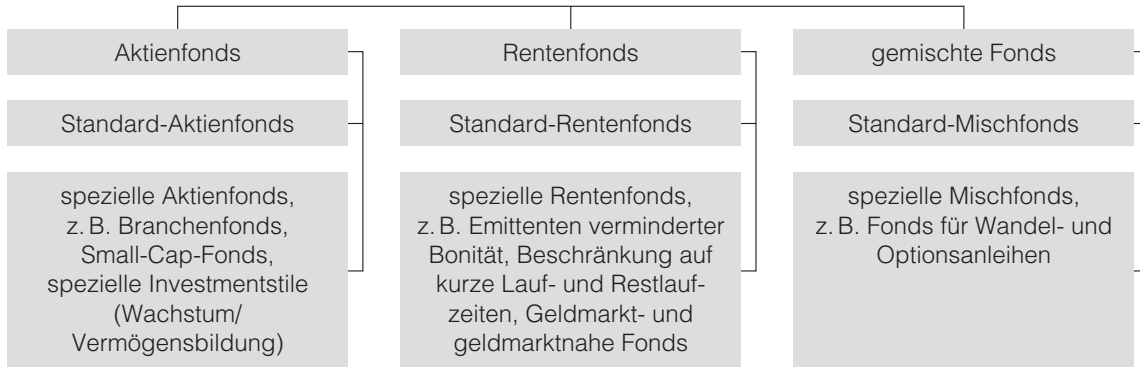 Aktienfonds
Rentenfonds
gemischte Fonds
Standard-Aktienfonds
Standard-Rentenfonds
Standard-Mischfonds
spezielle Aktienfonds,
z. B. Branchenfonds,
Small-Cap-Fonds,
spezielle Investmentstile
(Wachstum/
Vermögensbildung)
spezielle Rentenfonds,
z. B. Emittenten verminderter
Bonität, Beschränkung auf
kurze Lauf- und Restlauf-
zeiten, Geldmarkt- und
geldmarktnahe Fonds
spezielle Mischfonds,
z. B. Fonds für Wandel- und
Optionsanleihen